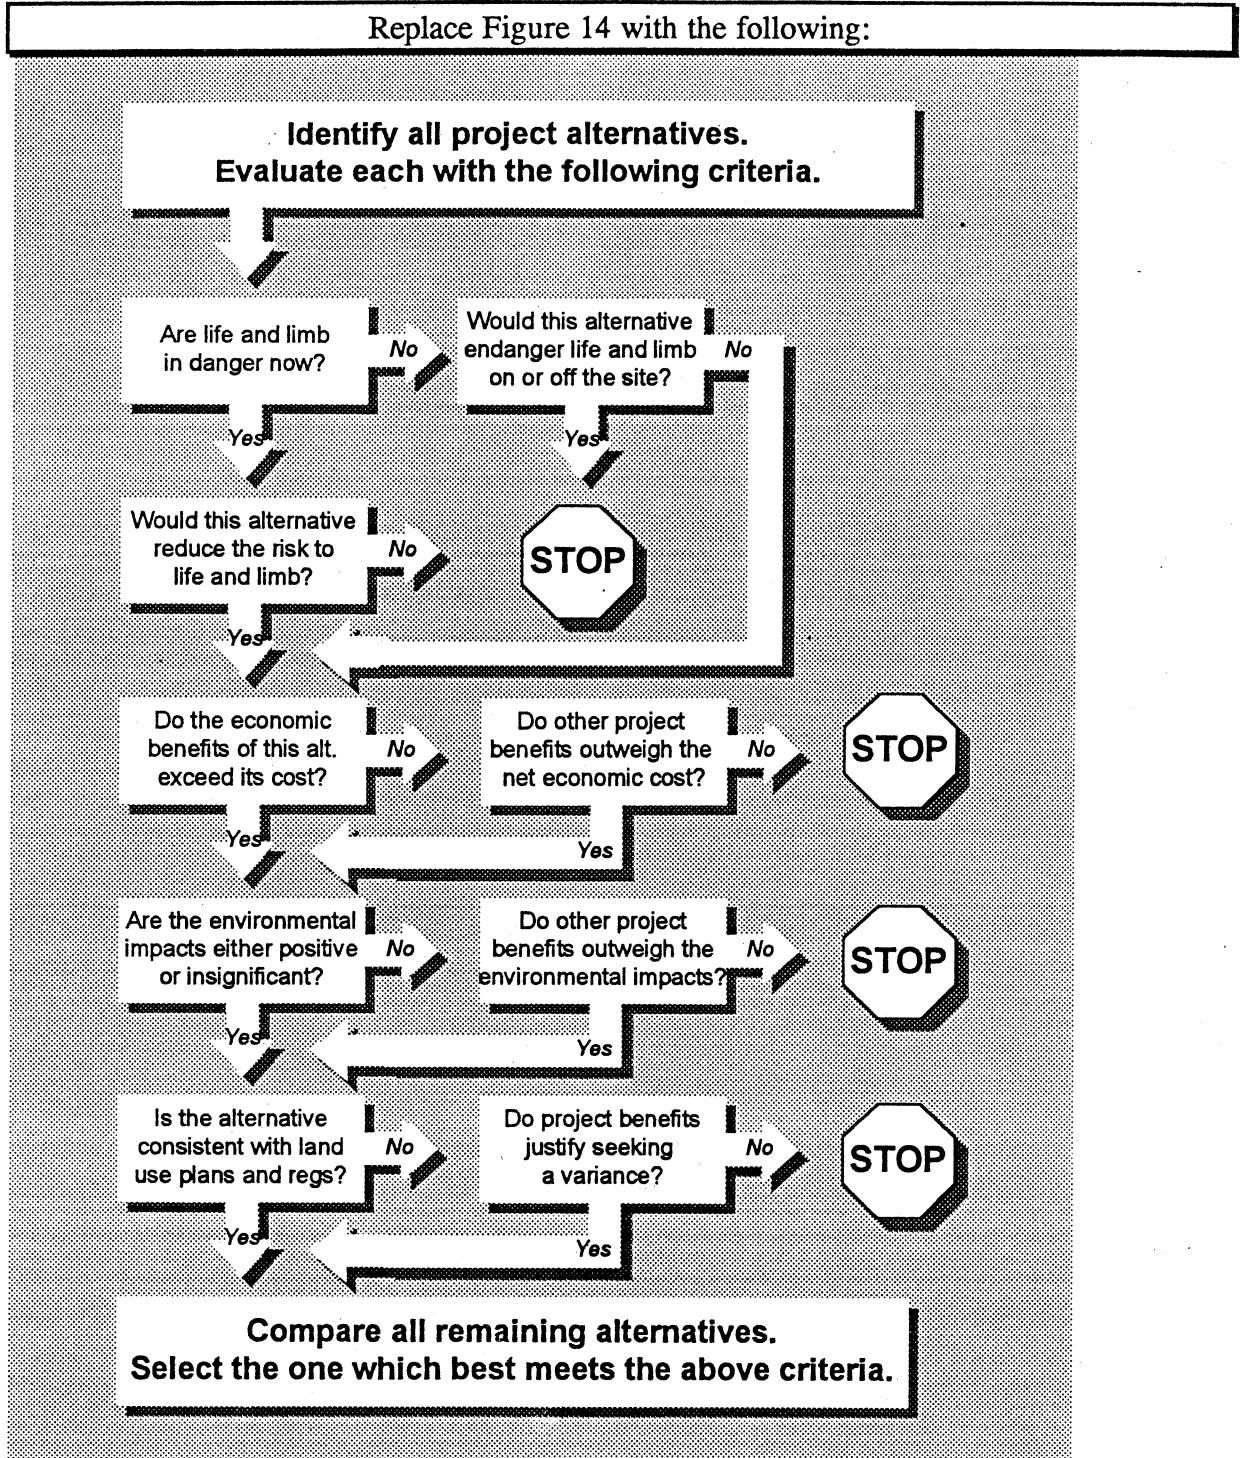 Replace Figure 14 with the following:
Identify all project alternatives.
Evaluate each with the following criteria.
Are life and limb
in danger now?
No
Would this alternative
endanger life and limb
on or off the site?
No
Yes
Yes
Would this alternative
reduce the risk to
life and limb?
No
STOP
Yes
Do the economic
benefits of this alt.
exceed its cost?
No
Do other project
benefits outweigh the
net economic cost?
No
STOP
Yes
Yes
Are the environmental
impacts either positive
or insignificant?
No
Do other project
benefits outweigh the
environmental impacts?
No
STOP
Yes
Yes
Is the alternative
consistent with land
use plans and regs?
No
Do project benefits
justify seeking
a variance?
No
STOP
Yes
Yes
Compare all remaining alternatives.
Select the one which best meets the above criteria.